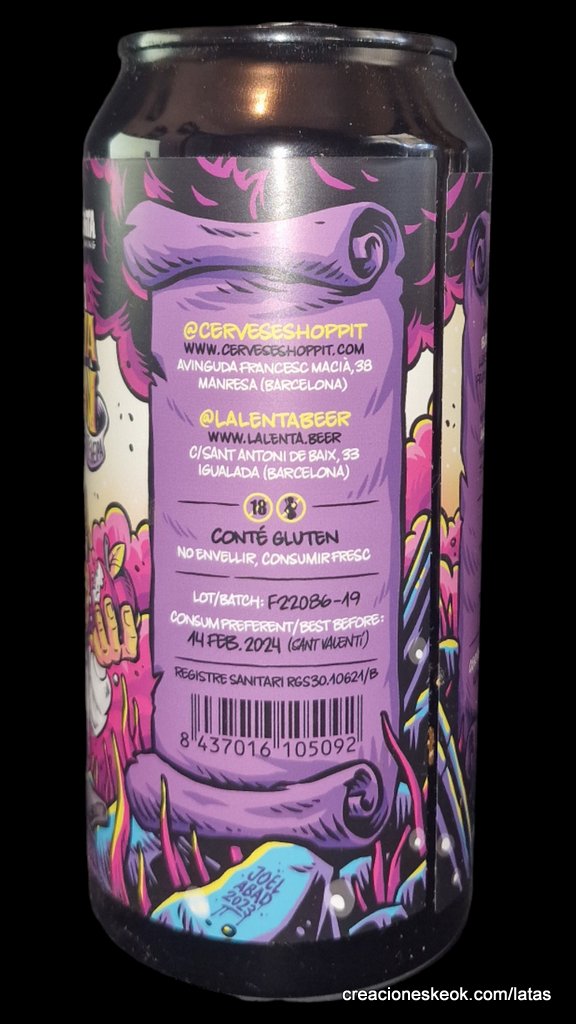 @CERVESESHOPPIT
WWW.CERVESESHOPPIT.COM
AVINGUDA FRANCESC MACIÀ, 38
MANRESA (BARCELONA)
@LALENTABEER
WWW.LALENTA.BEER
C/SANT ANTONI DE BAIX, 33
IGUALADA (BARCELONA)
18
CONTÉ GLUTEN
NO ENVELLIR, CONSUMIR FRESC
LOT/BATCH: F22086-19
CONSUM PREFERENT/BEST BEFORE:
14 FEB. 2024 (SANT VALENTÍ)
REGISTRE SANITARI RGS30.10621/B
8 437016 105092
JOEL
ABAD
2023
creacioneskeok.com/latas